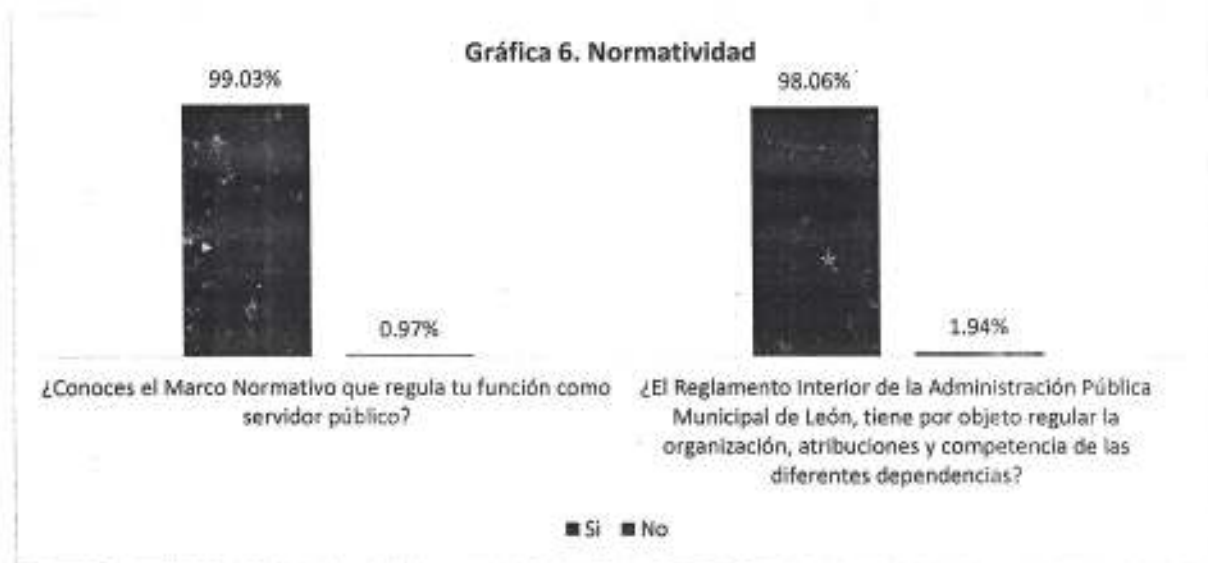 Gráfica 6. Normatividad
99.03%
98.06%
0.97%
1.94%
¿Conoces el Marco Normativo que regula tu función como
servidor público?
¿El Reglamento Interior de la Administración Pública
Municipal de León, tiene por objeto regular la
organización, atribuciones y competencia de las
diferentes dependencias?
Si No